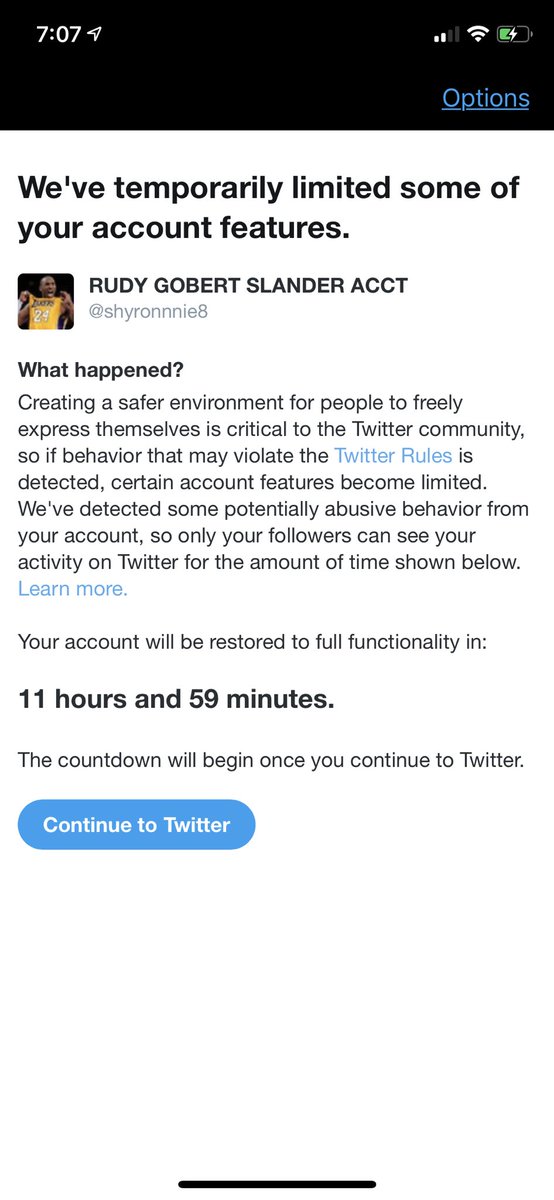 7:07
Options
We've temporarily limited some of
your account features.
RUDY GOBERT SLANDER ACCT
@shyronnnie8
What happened?
Creating a safer environment for people to freely
express themselves is critical to the Twitter community,
so if behavior that may violate the Twitter Rules is
detected, certain account features become limited.
We've detected some potentially abusive behavior from
your account, so only your followers can see your
activity on Twitter for the amount of time shown below.
Learn more.
Your account will be restored to full functionality in:
11 hours and 59 minutes.
The countdown will begin once you continue to Twitter.
Continue to Twitter